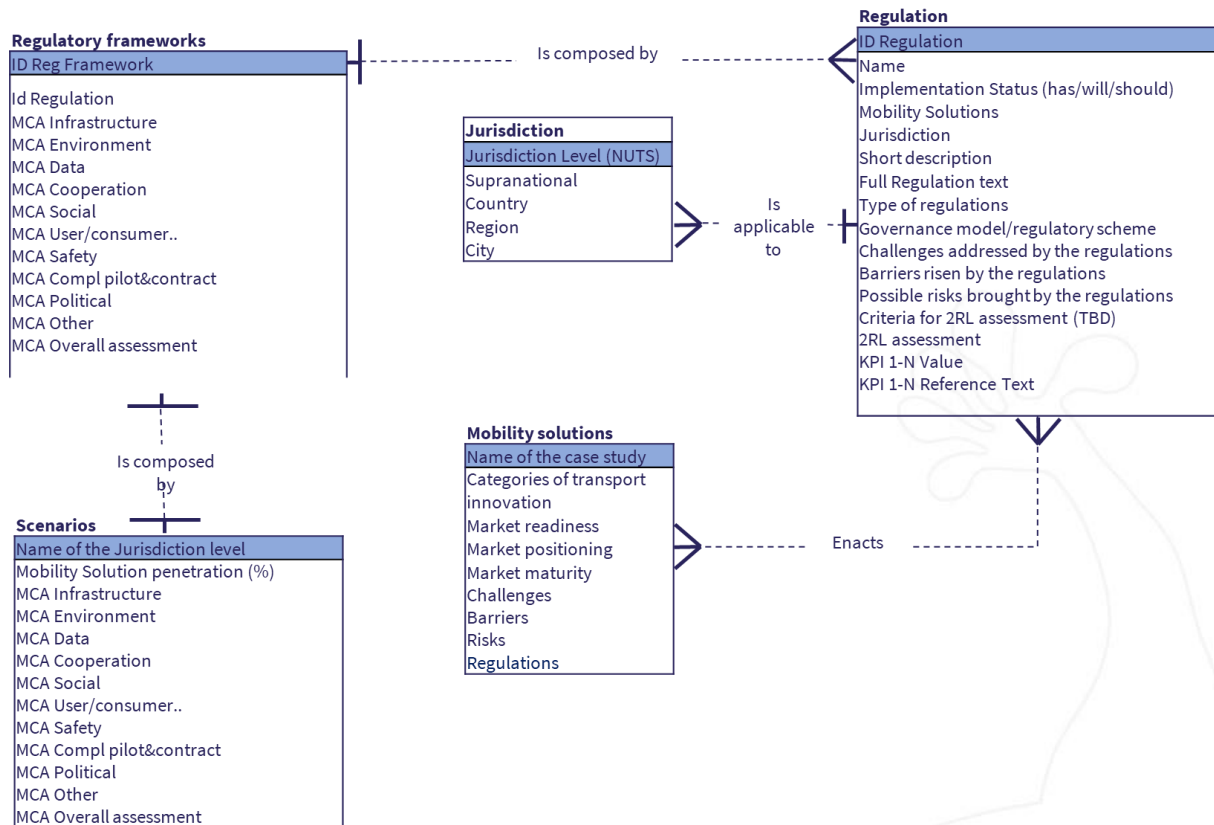 Regulatory frameworks
ID Reg Framework
Id Regulation
MCA Infrastructure
MCA Environment
MCA Data
MCA Cooperation
MCA Social
MCA User/consumer..
MCA Safety
MCA Compl pilot&contract
MCA Political
MCA Other
MCA Overall assessment
Is composed by
Regulation
ID Regulation
Name
Implementation Status (has/will/should)
Mobility Solutions
Jurisdiction
Short description
Full Regulation text
Type of regulations
Governance model/regulatory scheme
Challenges addressed by the regulations
Barriers risen by the regulations
Possible risks brought by the regulations
Criteria for 2RL assessment (TBD)
2RL assessment
KPI 1-N Value
KPI 1-N Reference Text
Jurisdiction
Jurisdiction Level (NUTS)
Supranational
Country
Region
City
Is
applicable
to
Is composed
by
Scenarios
Name of the Jurisdiction level
Mobility Solution penetration (%)
MCA Infrastructure
MCA Environment
MCA Data
MCA Cooperation
MCA Social
MCA User/consumer..
MCA Safety
MCA Compl pilot&contract
MCA Political
MCA Other
MCA Overall assessment
Mobility solutions
Name of the case study
Categories of transport
innovation
Market readiness
Market positioning
Market maturity
Challenges
Barriers
Risks
Regulations
Enacts